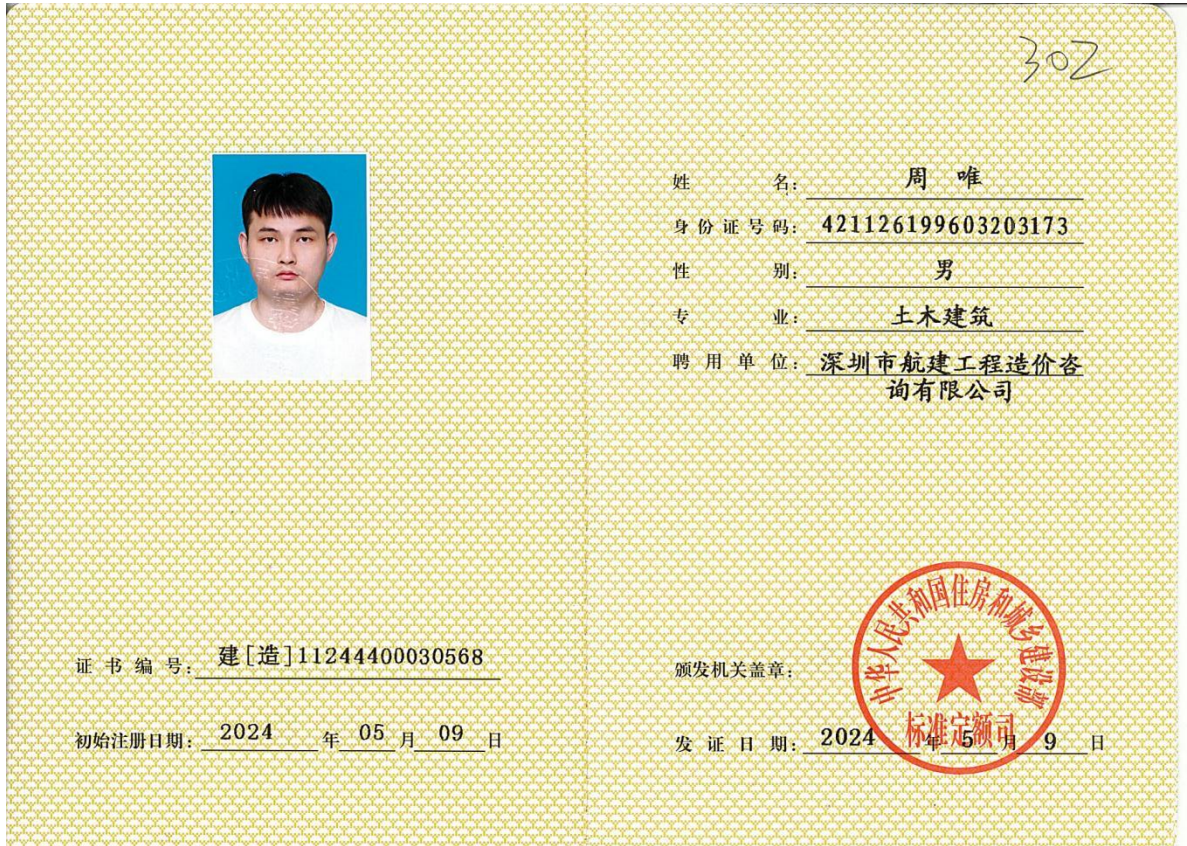 302
姓名：周 唯
身份证号码：421126199603203173
性别：男
专业：土木建筑
聘用单位：深圳市航建工程造价咨
询有限公司
证书编号：建[造]11244400030568
初始注册日期：2024 年 05 月 09 日
颁发机关盖章：
中华人民共和国住房和城乡建设部
标准定额司
发证日期：2024 年 5 月 9 日